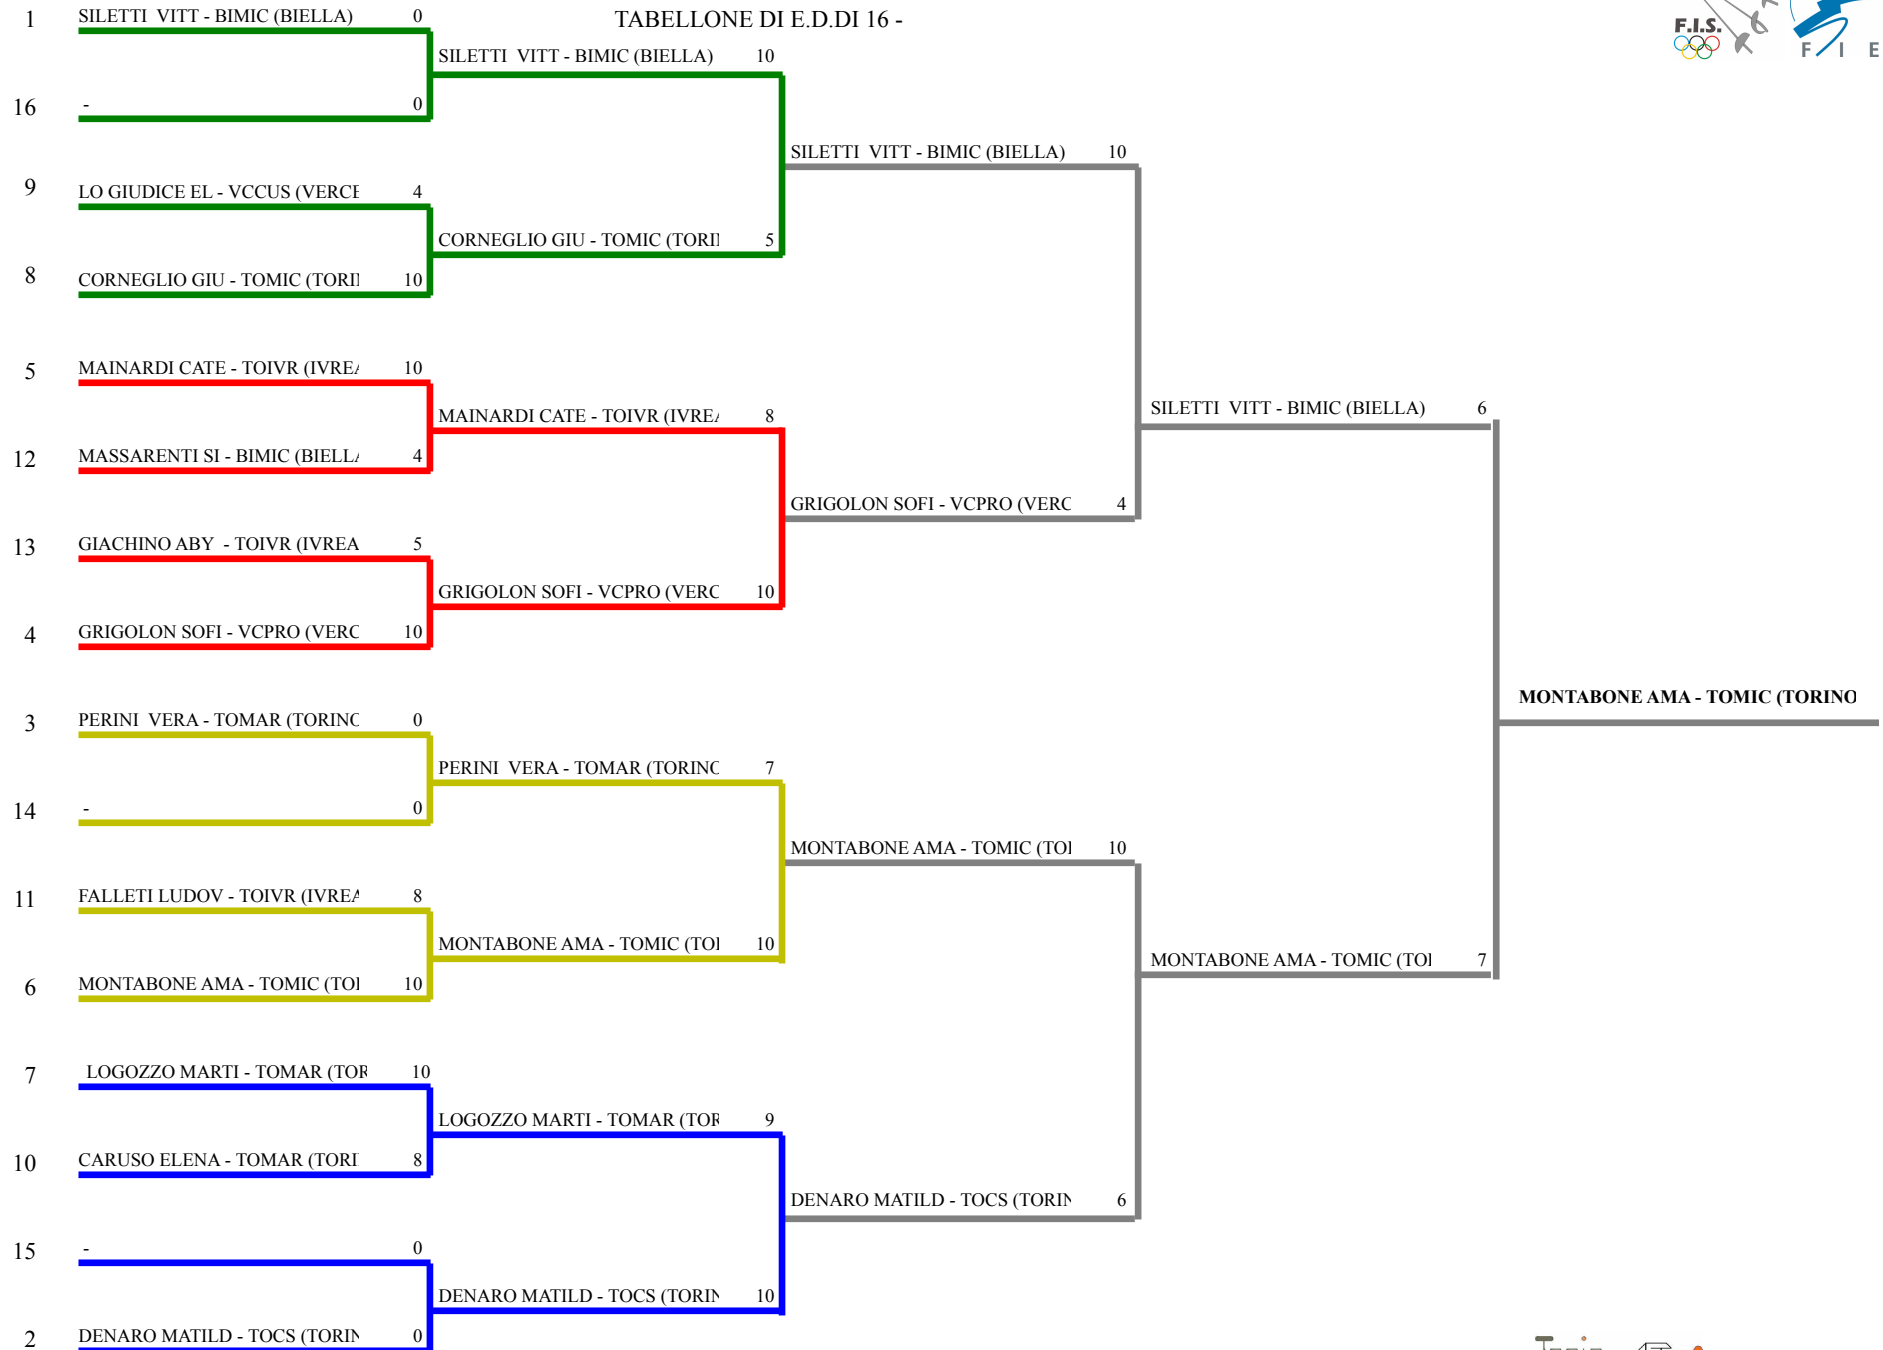 TABELLONE DI E.D.DI 16 -
F.I.S.
F I E
1 SILETTI VITT - BIMIC (BIELLA) 0
SILETTI VITT - BIMIC (BIELLA) 10
16 - 0
SILETTI VITT - BIMIC (BIELLA) 10
9 LO GIUDICE EL - VCCUS (VERCE 4
CORNEGLIO GIU - TOMIC (TORI 5
8 CORNEGLIO GIU - TOMIC (TORI 10
5 MAINARDI CATE - TOIVR (IVREA 10
MAINARDI CATE - TOIVR (IVREA 8
SILETTI VITT - BIMIC (BIELLA) 6
12 MASSARENTI SI - BIMIC (BIELLA 4
GRIGOLON SOFI - VCPRO (VERC 4
13 GIACHINO ABY - TOIVR (IVREA 5
GRIGOLON SOFI - VCPRO (VERC 10
4 GRIGOLON SOFI - VCPRO (VERC 10
MONTABONE AMA - TOMIC (TORINO
3 PERINI VERA - TOMAR (TORINO 0
PERINI VERA - TOMAR (TORINO 7
14 - 0
MONTABONE AMA - TOMIC (TOI 10
11 FALLETI LUDOV - TOIVR (IVREA 8
MONTABONE AMA - TOMIC (TOI 10
MONTABONE AMA - TOMIC (TOI 7
6 MONTABONE AMA - TOMIC (TOI 10
7 LOGOZZO MARTI - TOMAR (TOR 10
LOGOZZO MARTI - TOMAR (TOR 9
10 CARUSO ELENA - TOMAR (TORI 8
DENARO MATILD - TOCS (TORIN 6
15 - 0
DENARO MATILD - TOCS (TORIN 10
2 DENARO MATILD - TOCS (TORIN 0